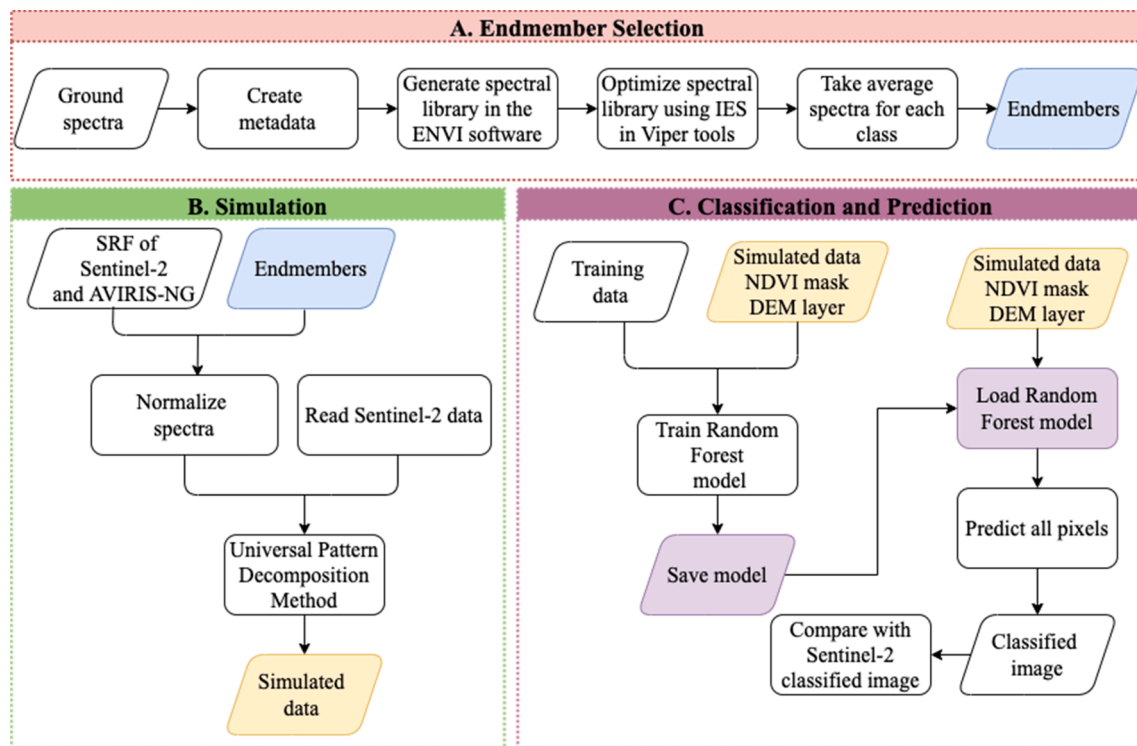 A. Endmember Selection
Ground
spectra
Create
metadata
Generate spectral
library in the
ENVI software
Optimize spectral
library using IES
in Viper tools
Take average
spectra for each
class
Endmembers
B. Simulation
SRF of
Sentinel-2
and AVIRIS-NG
Endmembers
Normalize
spectra
Read Sentinel-2 data
Universal Pattern
Decomposition
Method
Simulated
data
C. Classification and Prediction
Training
data
Simulated data
NDVI mask
DEM layer
Train Random
Forest
model
Save model
Simulated data
NDVI mask
DEM layer
Load Random
Forest model
Predict all pixels
Classified
image
Compare with
Sentinel-2
classified image